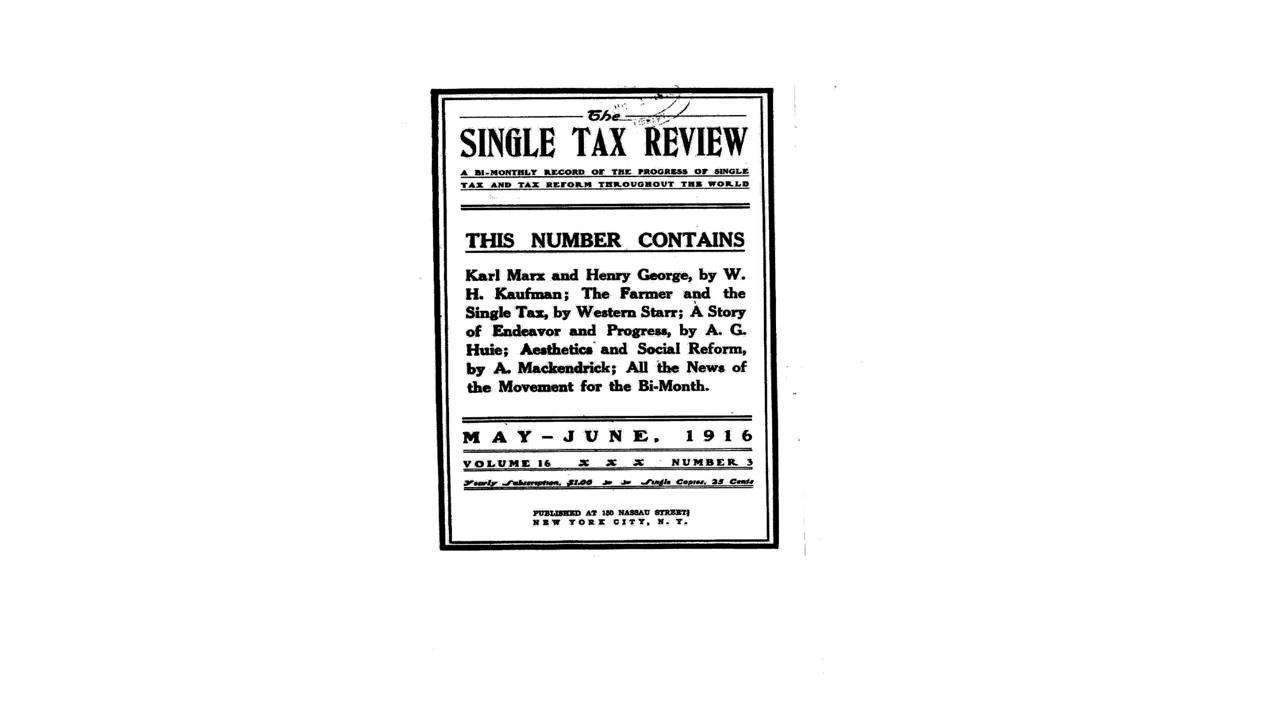 The
SINGLE TAX REVIEW
A BI-MONTHLY RECORD OF THE PROGRESS OF SINGLE
TAX AND TAX REFORM THROUGHOUT THE WORLD
THIS NUMBER CONTAINS
Karl Marx and Henry George, by W.
H. Kaufman; The Farmer and the
Single Tax, by Western Starr; A Story
of Endeavor and Progress, by A. G.
Huie; Aesthetics and Social Reform,
by A. Mackendrick; All the News of
the Movement for the Bi-Month.
MAY–JUNE, 1916
VOLUME 16 x x x NUMBER 3
Yearly Subscription, $1.00 Single Copies, 25 Cents
PUBLISHED AT 150 NASSAU STREET
NEW YORK CITY, N. Y.